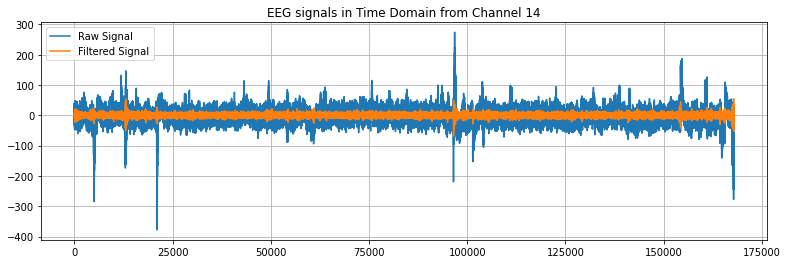 EEG signals in Time Domain from Channel 14
Raw Signal
Filtered Signal
300
200
100
0
−100
−200
−300
−400
0 25000 50000 75000 100000 125000 150000 175000